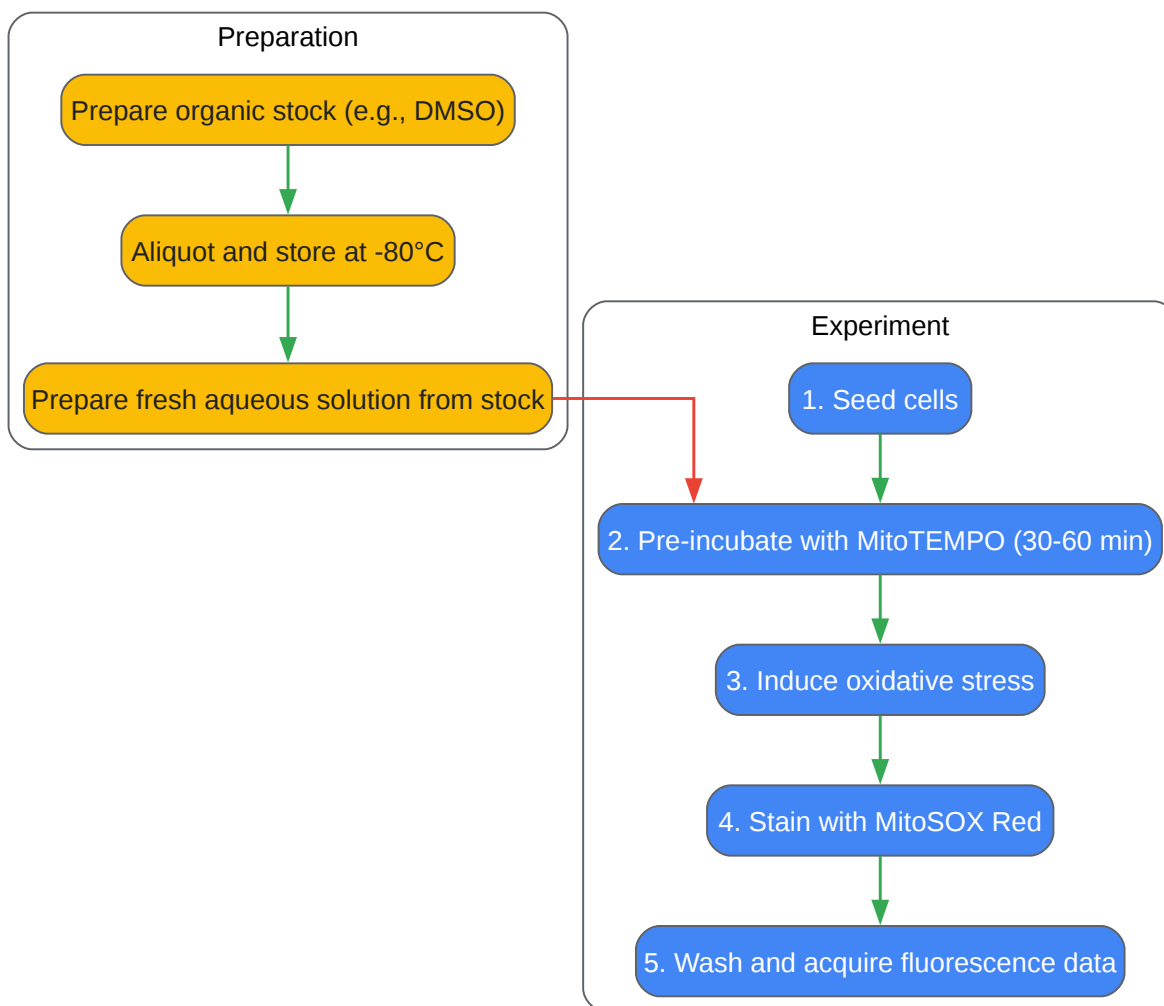 Preparation
Prepare organic stock (e.g., DMSO)
Aliquot and store at -80°C
Prepare fresh aqueous solution from stock
Experiment
1. Seed cells
2. Pre-incubate with MitoTEMPO (30-60 min)
3. Induce oxidative stress
4. Stain with MitoSOX Red
5. Wash and acquire fluorescence data